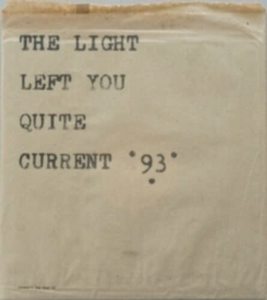 THE LIGHT
LEFT YOU
QUITE
CURRENT "93"